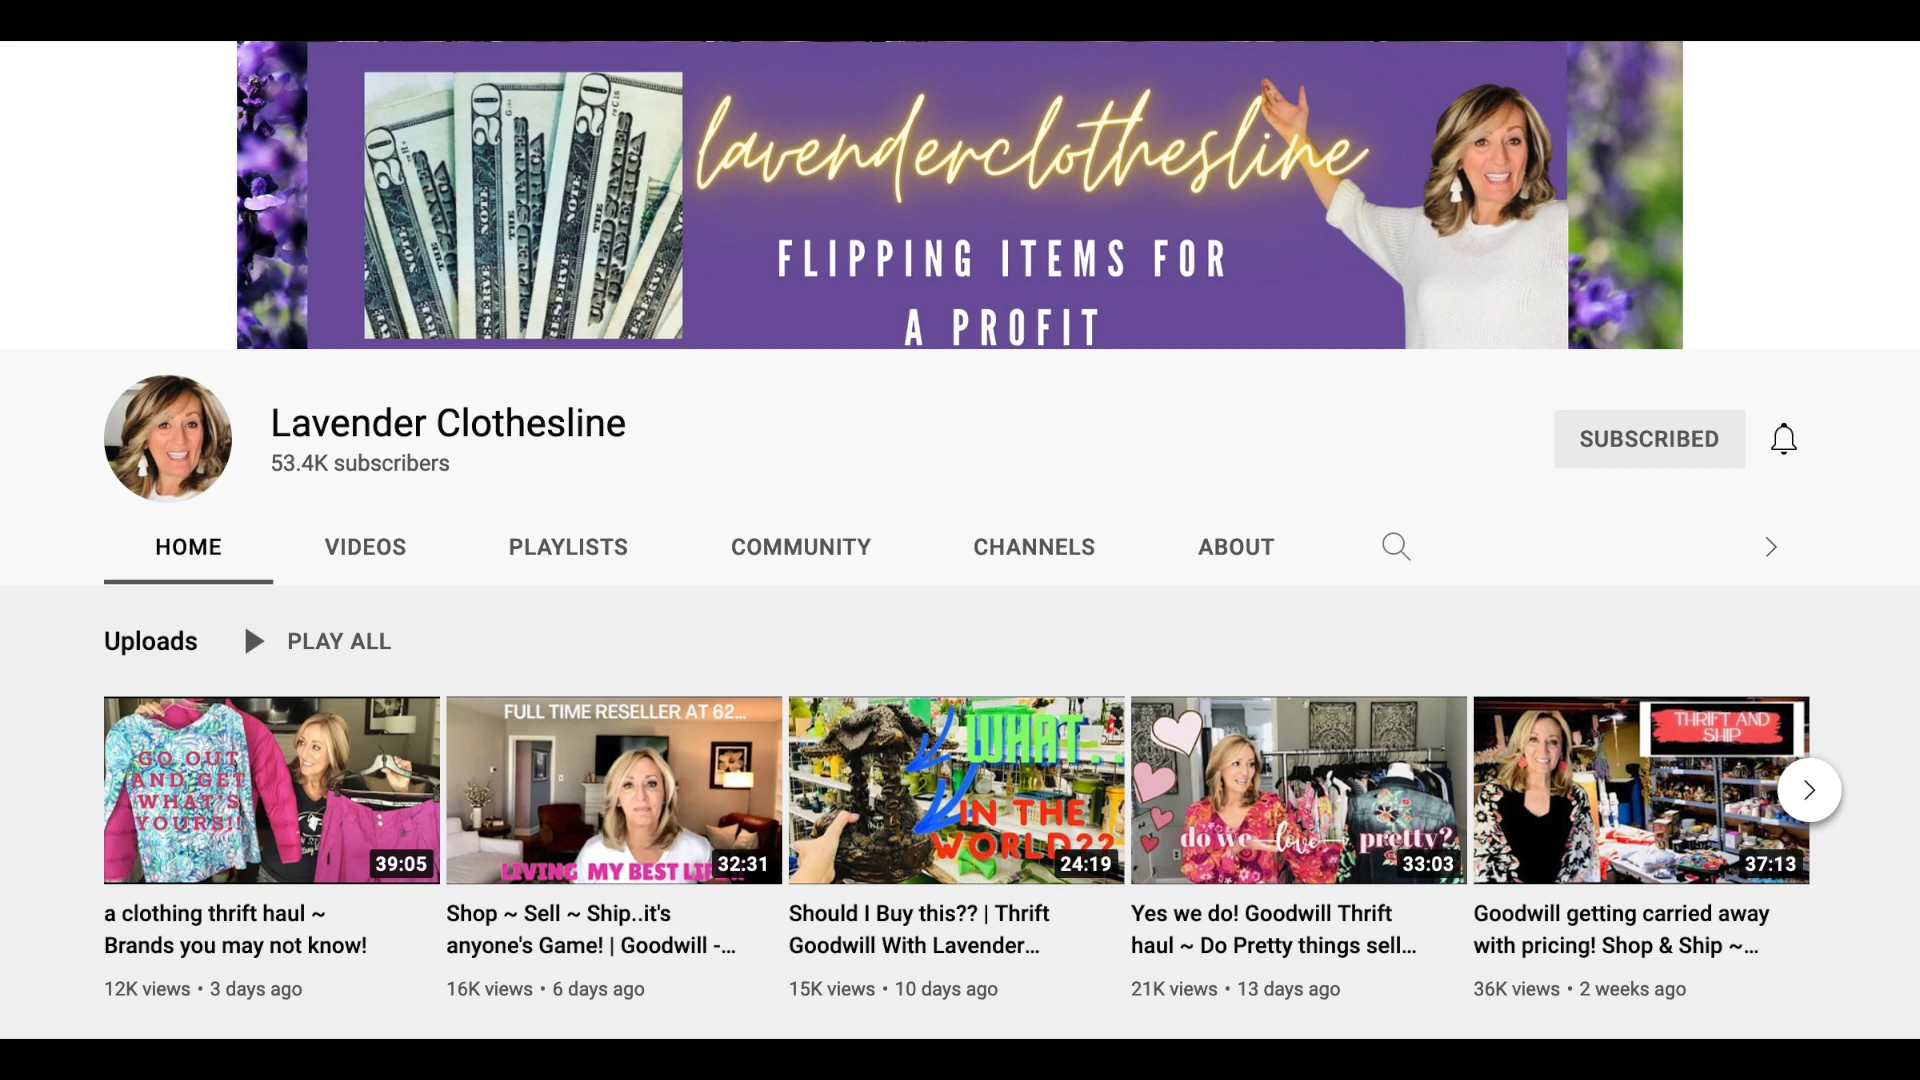 lavenderclothesline
FLIPPING ITEMS FOR
A PROFIT
20
20
20
Lavender Clothesline
53.4K subscribers
SUBSCRIBED
HOME
VIDEOS
PLAYLISTS
COMMUNITY
CHANNELS
ABOUT
Uploads
PLAY ALL
GO OUT
AND GET
WHAT'S
YOURS!!
39:05
FULL TIME RESELLER AT 62...
LIVING MY BEST
32:31
WHAT..
IN THE
WORLD??
24:19
do we love pretty?
33:03
THRIFT AND
SHIP
37:13
a clothing thrift haul ~
Brands you may not know!
12K views • 3 days ago
Shop ~ Sell ~ Ship..it's
anyone's Game! | Goodwill -...
16K views • 6 days ago
Should I Buy this?? | Thrift
Goodwill With Lavender...
15K views • 10 days ago
Yes we do! Goodwill Thrift
haul ~ Do Pretty things sell...
21K views • 13 days ago
Goodwill getting carried away
with pricing! Shop & Ship ~...
36K views • 2 weeks ago